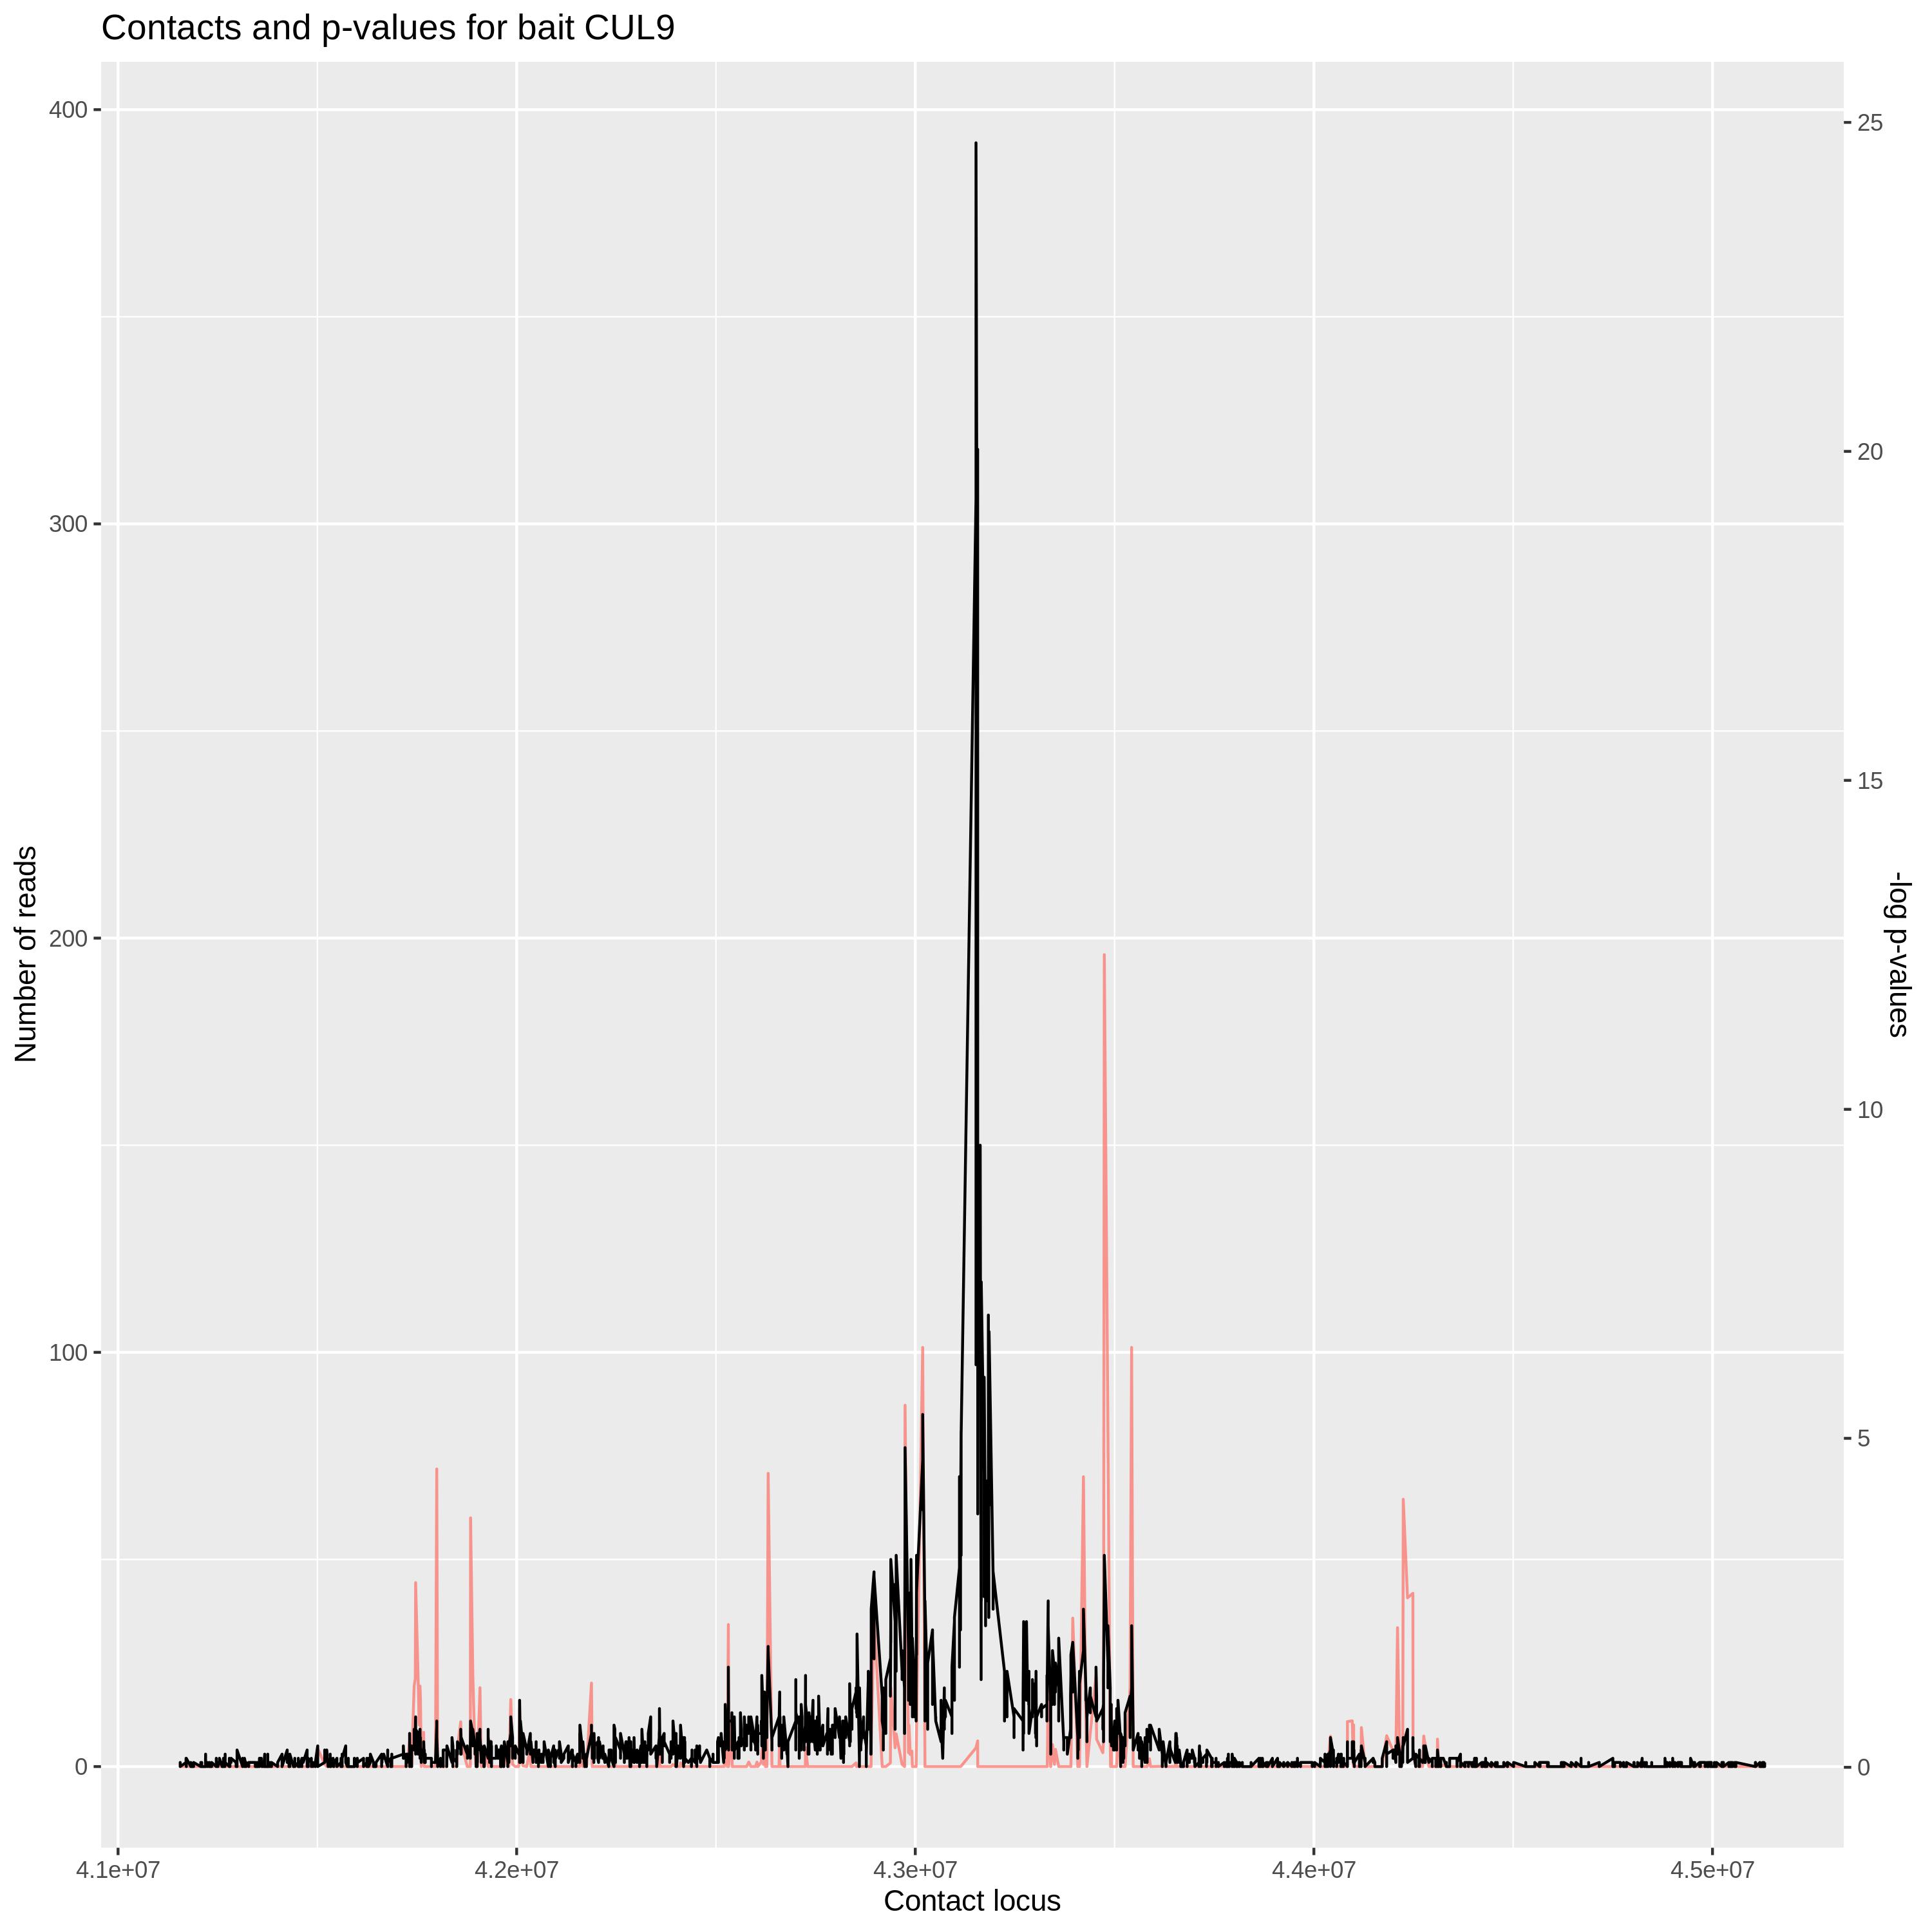 Contacts and p-values for bait CUL9
400
300
200
100
0
25
20
15
10
5
0
Number of reads
-log p-values
4.1e+07 4.2e+07 4.3e+07 4.4e+07 4.5e+07
Contact locus